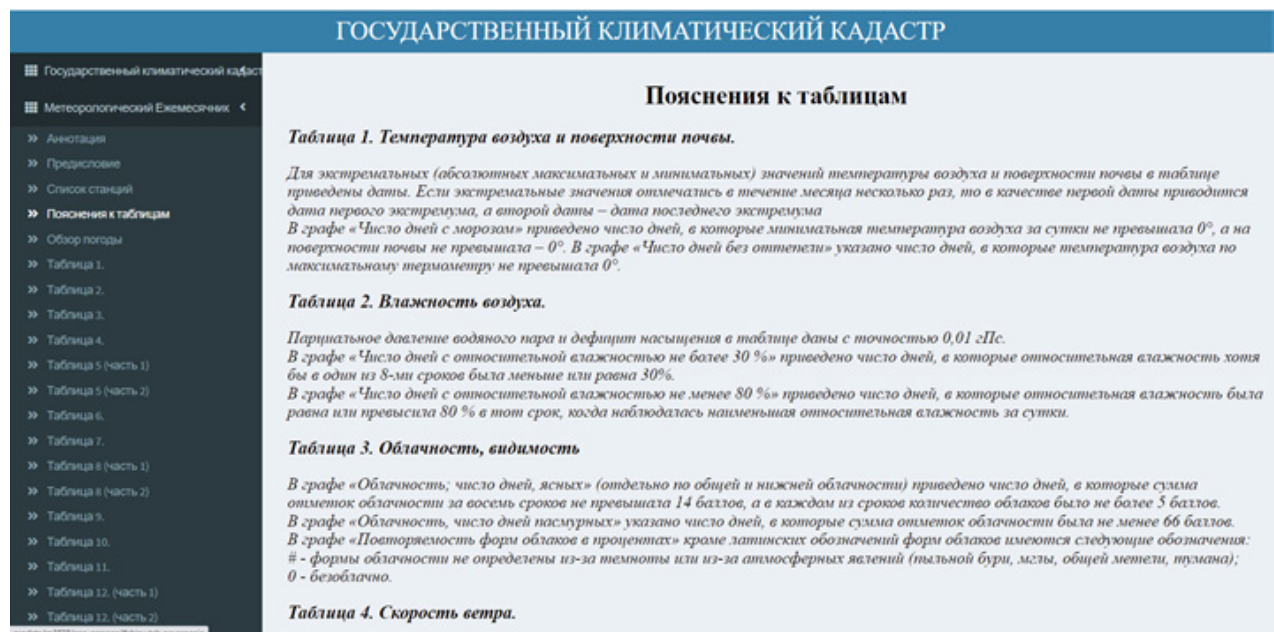 ГОСУДАРСТВЕННЫЙ КЛИМАТИЧЕСКИЙ КАДАСТР
Государственный климатический кадаст
Метеорологический Ежемесячник
Аннотация
Предисловие
Список станций
Пояснения к таблицам
Обзор погоды
Таблица 1.
Таблица 2.
Таблица 3.
Таблица 4.
Таблица 5 (часть 1)
Таблица 5 (часть 2)
Таблица 6.
Таблица 7.
Таблица 8 (часть 1)
Таблица 8 (часть 2)
Таблица 9.
Таблица 10.
Таблица 11.
Таблица 12. (часть 1)
Таблица 12. (часть 2)
Пояснения к таблицам
Таблица 1. Температура воздуха и поверхности почвы.
Для экстремальных (абсолютных максимальных и минимальных) значений температуры воздуха и поверхности почвы в таблице
приведены даты. Если экстремальные значения отмечались в течение месяца несколько раз, то в качестве первой даты приводится
дата первого экстремума, а второй даты – дата последнего экстремума
В графе «Число дней с морозом» приведено число дней, в которые минимальная температура воздуха за сутки не превышала 0°, а на
поверхности почвы не превышала – 0°. В графе «Число дней без оттепели» указано число дней, в которые температура воздуха по
максимальному термометру не превышала 0°.
Таблица 2. Влажность воздуха.
Парциальное давление водяного пара и дефицит насыщения в таблице даны с точностью 0,01 гПс.
В графе «Число дней с относительной влажностью не более 30 %» приведено число дней, в которые относительная влажность хотя
бы в один из 8-ми сроков была меньше или равна 30%.
В графе «Число дней с относительной влажностью не менее 80 %» приведено число дней, в которые относительная влажность была
равна или превысила 80 % в тот срок, когда наблюдалась наименьшая относительная влажность за сутки.
Таблица 3. Облачность, видимость
В графе «Облачность; число дней, ясных» (отдельно по общей и нижней облачности) приведено число дней, в которые сумма
отметок облачности за восемь сроков не превышала 14 баллов, а в каждом из сроков количество облаков было не более 5 баллов.
В графе «Облачность, число дней пасмурных» указано число дней, в которые сумма отметок облачности была не менее 66 баллов.
В графе «Повторяемость форм облаков в процентах» кроме латинских обозначений форм облаков имеются следующие обозначения:
# - формы облачности не определены из-за темноты или из-за атмосферных явлений (пыльной бури, мглы, общей метели, тумана);
0 - безоблачно.
Таблица 4. Скорость ветра.